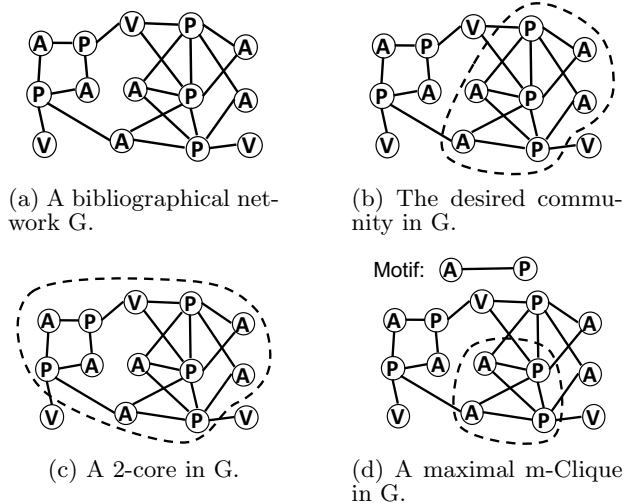 V P
A P A
P A A P A
V A P V
(a) A bibliographical net-
work G.
V P
A P A
P A A P A
V A P V
(b) The desired commu-
nity in G.
V P
A P A
P A A P A
V A P V
(c) A 2-core in G.
Motif: A P
V P
A P A
P A A P A
V A P V
(d) A maximal m-Clique
in G.